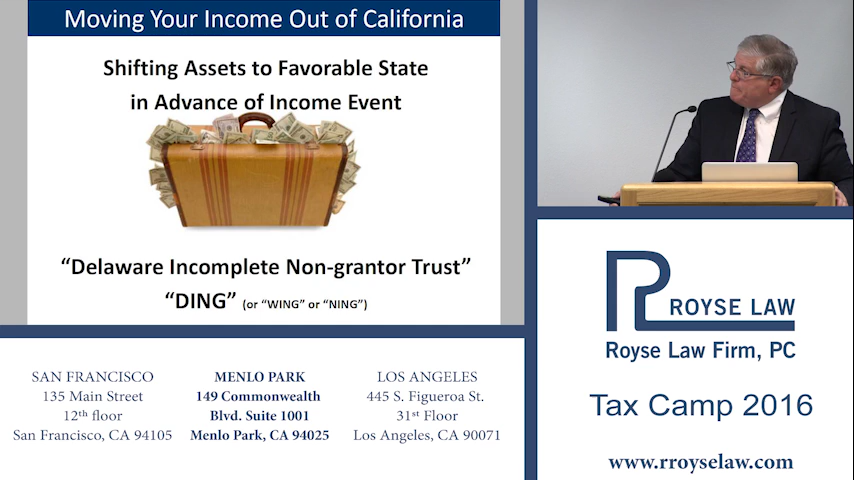 Moving Your Income Out of California
Shifting Assets to Favorable State
in Advance of Income Event
“Delaware Incomplete Non-grantor Trust”
“DING” (or “WING” or “NING”)
ROYSE LAW
Royse Law Firm, PC
Tax Camp 2016
www.rroyselaw.com
SAN FRANCISCO
135 Main Street
12th floor
San Francisco, CA 94105
MENLO PARK
149 Commonwealth
Blvd. Suite 1001
Menlo Park, CA 94025
LOS ANGELES
445 S. Figueroa St.
31st Floor
Los Angeles, CA 90071